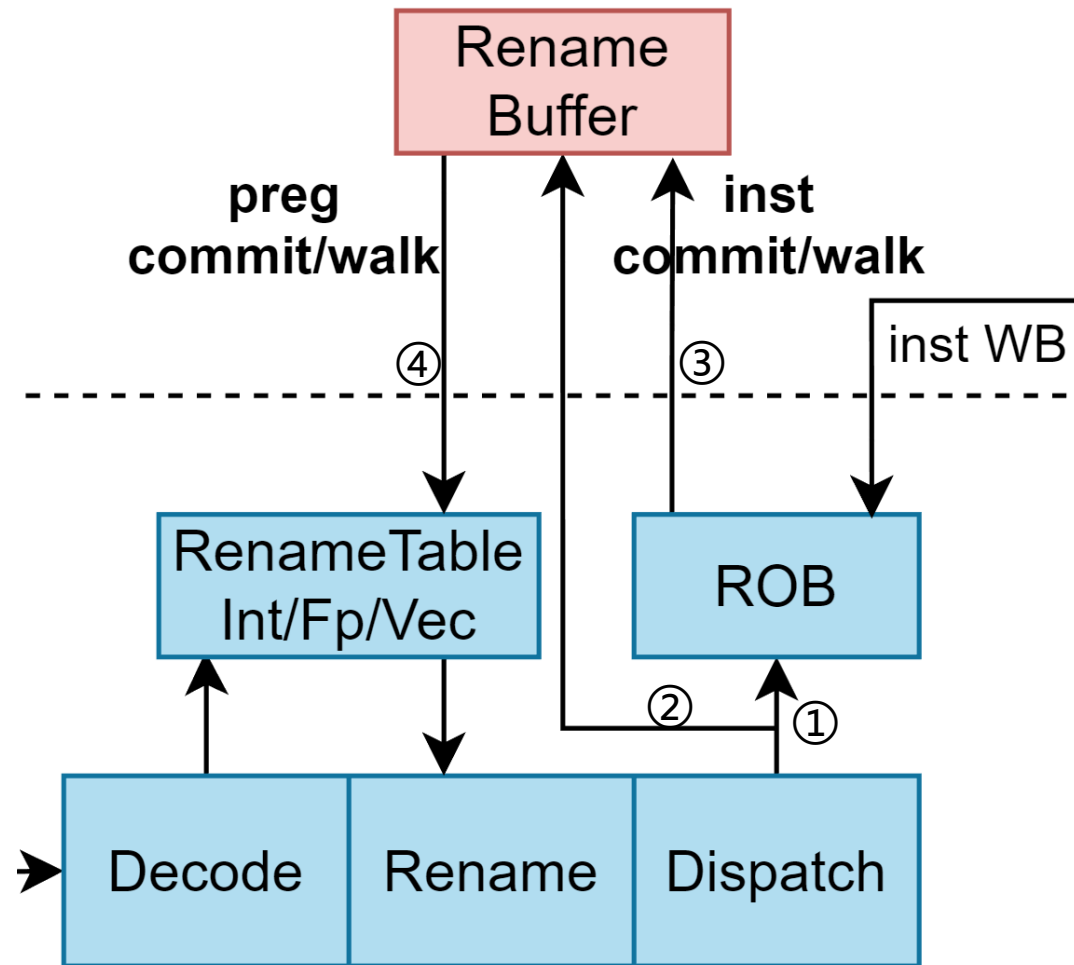 Rename
Buffer
preg
commit/walk
inst
commit/walk
inst WB
④
③
RenameTable
Int/Fp/Vec
ROB
②
①
Decode
Rename
Dispatch